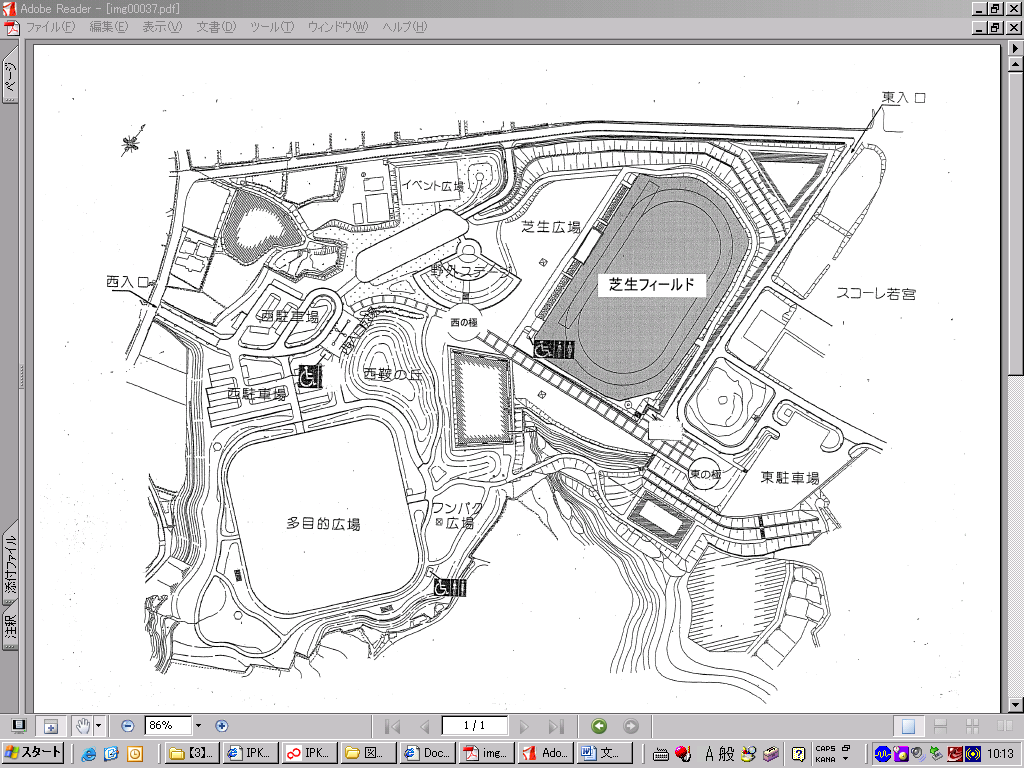 Adobe Reader - [img00037.pdf]
ファイル(F) 編集(E) 表示(V) 文書(D) ツール(T) ウィンドウ(W) ヘルプ(H)
ページ
添付ファイル
注釈
東入口
イベント広場
芝生広場
野外ステージ
芝生フィールド
スコーレ若宮
西入口
西駐車場
西の極
西鞍の丘
西駐車場
東の極
東駐車場
ワンパク
広場
多目的広場
86%
1 / 1
スタート
【3】...
IPK...
IPK...
図...
Doc...
img...
Ado...
文...
A 般
CAPS
KANA
10:13